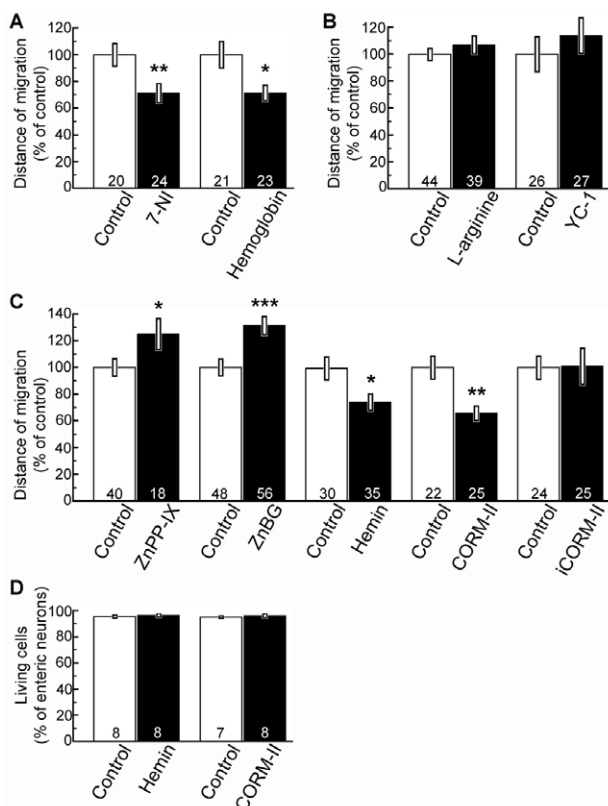 A
Distance of migration
(% of control)
120
100
80
60
40
20
0
** *
20 24 21 23
Control 7-NI Control Hemoglobin
B
Distance of migration
(% of control)
120
100
80
60
40
20
0
44 39 26 27
Control L-arginine Control YC-1
C
Distance of migration
(% of control)
140
120
100
80
60
40
20
0
* *** * **
40 18 48 56 30 35 22 25 24 25
Control ZnPP-IX Control ZnBG Control Hemin Control CORM-II Control iCORM-II
D
Living cells
(% of enteric neurons)
100
80
60
40
20
0
8 8 7 8
Control Hemin Control CORM-II